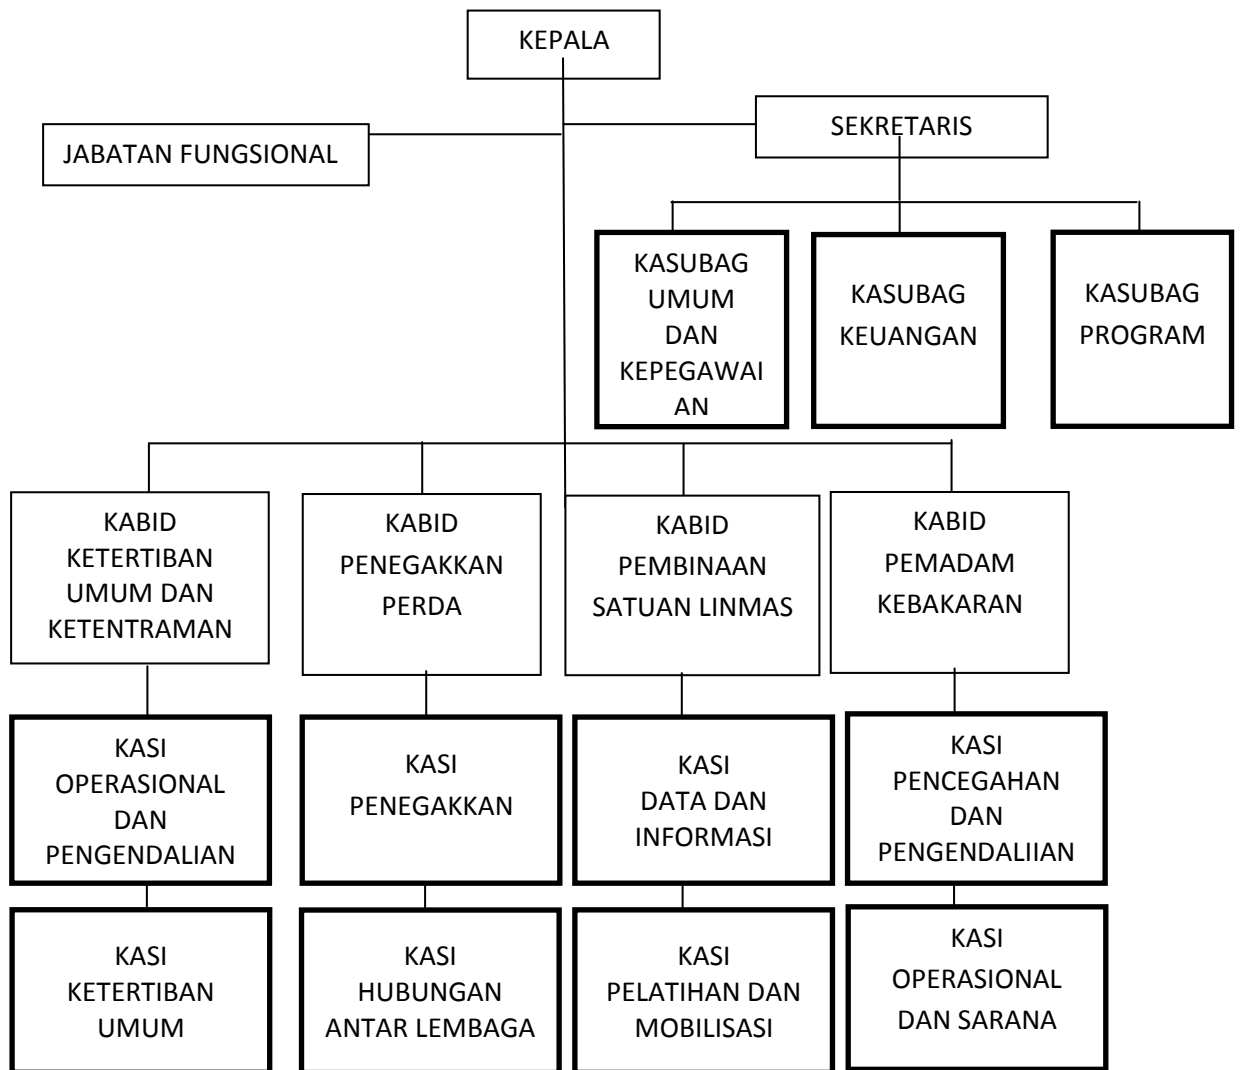 KEPALA
SEKRETARIS
JABATAN FUNGSIONAL
KASUBAG
UMUM
DAN
KEPEGAWAI
AN
KASUBAG
KEUANGAN
KASUBAG
PROGRAM
KABID
KETERTIBAN
UMUM DAN
KETENTRAMAN
KABID
PENEGAKKAN
PERDA
KABID
PEMBINAAN
SATUAN LINMAS
KABID
PEMADAM
KEBAKARAN
KASI
OPERASIONAL
DAN
PENGENDALIAN
KASI
PENEGAKKAN
KASI
DATA DAN
INFORMASI
KASI
PENCEGAHAN
DAN
PENGENDALIIAN
KASI
KETERTIBAN
UMUM
KASI
HUBUNGAN
ANTAR LEMBAGA
KASI
PELATIHAN DAN
MOBILISASI
KASI
OPERASIONAL
DAN SARANA